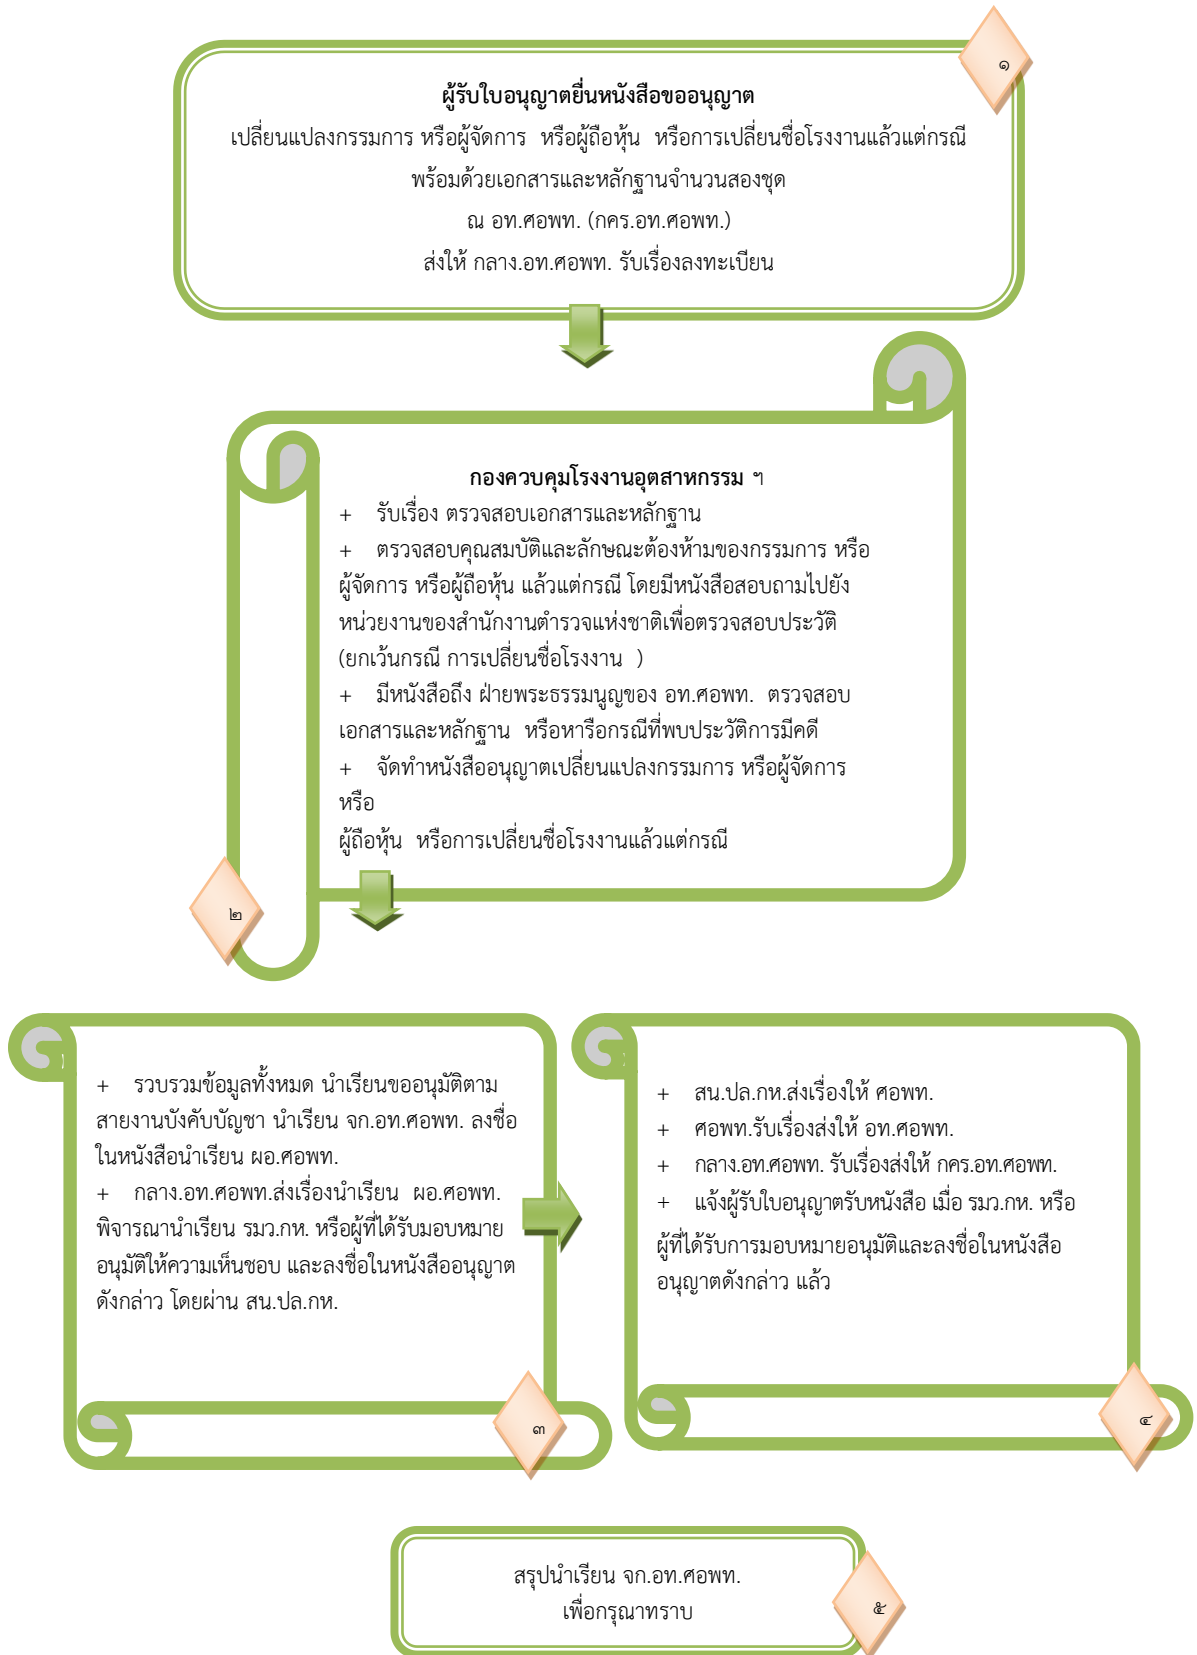 ๑
ผู้รับใบอนุญาตยื่นหนังสือขออนุญาต
เปลี่ยนแปลงกรรมการ หรือผู้จัดการ หรือผู้ถือหุ้น หรือการเปลี่ยนชื่อโรงงานแล้วแต่กรณี
พร้อมด้วยเอกสารและหลักฐานจำนวนสองชุด
ณ อท.ศอพท. (กคร.อท.ศอพท.)
ส่งให้ กลาง.อท.ศอพท. รับเรื่องลงทะเบียน
กองควบคุมโรงงานอุตสาหกรรม ฯ
+ รับเรื่อง ตรวจสอบเอกสารและหลักฐาน
+ ตรวจสอบคุณสมบัติและลักษณะต้องห้ามของกรรมการ หรือ
ผู้จัดการ หรือผู้ถือหุ้น แล้วแต่กรณี โดยมีหนังสือสอบถามไปยัง
หน่วยงานของสำนักงานตำรวจแห่งชาติเพื่อตรวจสอบประวัติ
(ยกเว้นกรณี การเปลี่ยนชื่อโรงงาน )
+ มีหนังสือถึง ฝ่ายพระธรรมนูญของ อท.ศอพท. ตรวจสอบ
เอกสารและหลักฐาน หรือหารือกรณีที่พบประวัติการมีคดี
+ จัดทำหนังสืออนุญาตเปลี่ยนแปลงกรรมการ หรือผู้จัดการ
หรือ
ผู้ถือหุ้น หรือการเปลี่ยนชื่อโรงงานแล้วแต่กรณี
๒
+ รวบรวมข้อมูลทั้งหมด นำเรียนขออนุมัติตาม
สายงานบังคับบัญชา นำเรียน จก.อท.ศอพท. ลงชื่อ
ในหนังสือนำเรียน ผอ.ศอพท.
+ กลาง.อท.ศอพท.ส่งเรื่องนำเรียน ผอ.ศอพท.
พิจารณานำเรียน รมว.กห. หรือผู้ที่ได้รับมอบหมาย
อนุมัติให้ความเห็นชอบ และลงชื่อในหนังสืออนุญาต
ดังกล่าว โดยผ่าน สน.ปล.กห.
๓
+ สน.ปล.กห.ส่งเรื่องให้ ศอพท.
+ ศอพท.รับเรื่องส่งให้ อท.ศอพท.
+ กลาง.อท.ศอพท. รับเรื่องส่งให้ กคร.อท.ศอพท.
+ แจ้งผู้รับใบอนุญาตรับหนังสือ เมื่อ รมว.กห. หรือ
ผู้ที่ได้รับการมอบหมายอนุมัติและลงชื่อในหนังสือ
อนุญาตดังกล่าว แล้ว
๔
สรุปนำเรียน จก.อท.ศอพท.
เพื่อกรุณาทราบ
๕